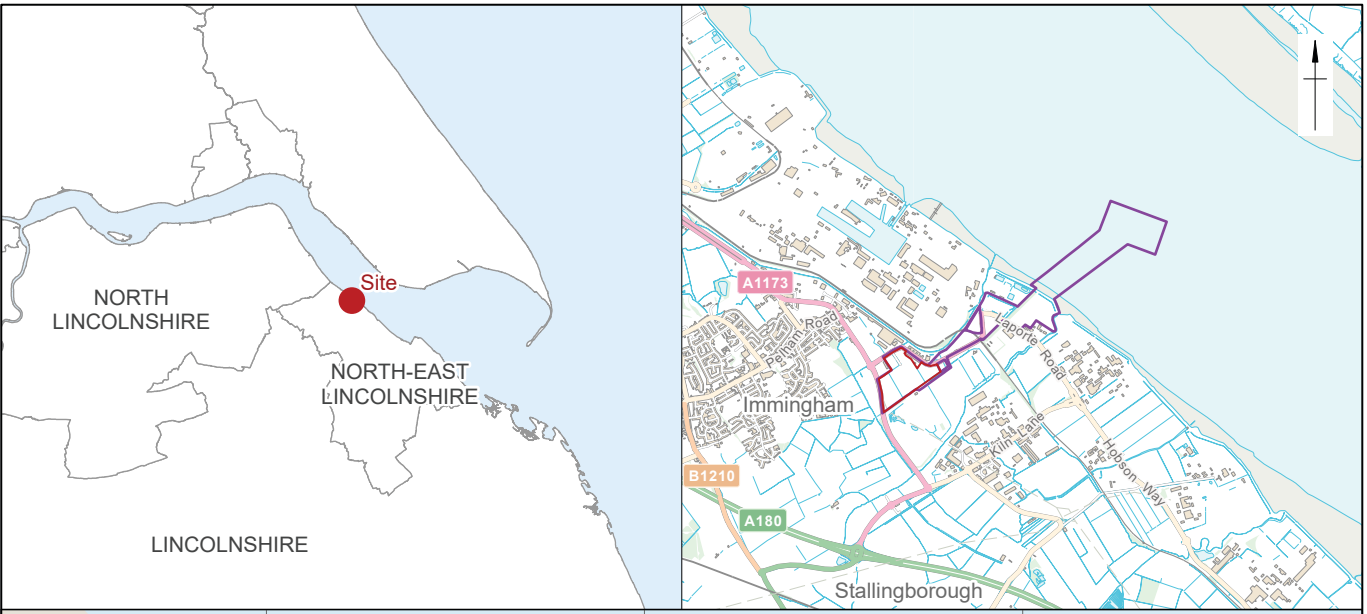 Site
NORTH
LINCOLNSHIRE
NORTH-EAST
LINCOLNSHIRE
LINCOLNSHIRE
A1173
Pelham Road
Laporte Road
Immingham
Kiln Lane
Hobson Way
B1210
A180
Stallingborough